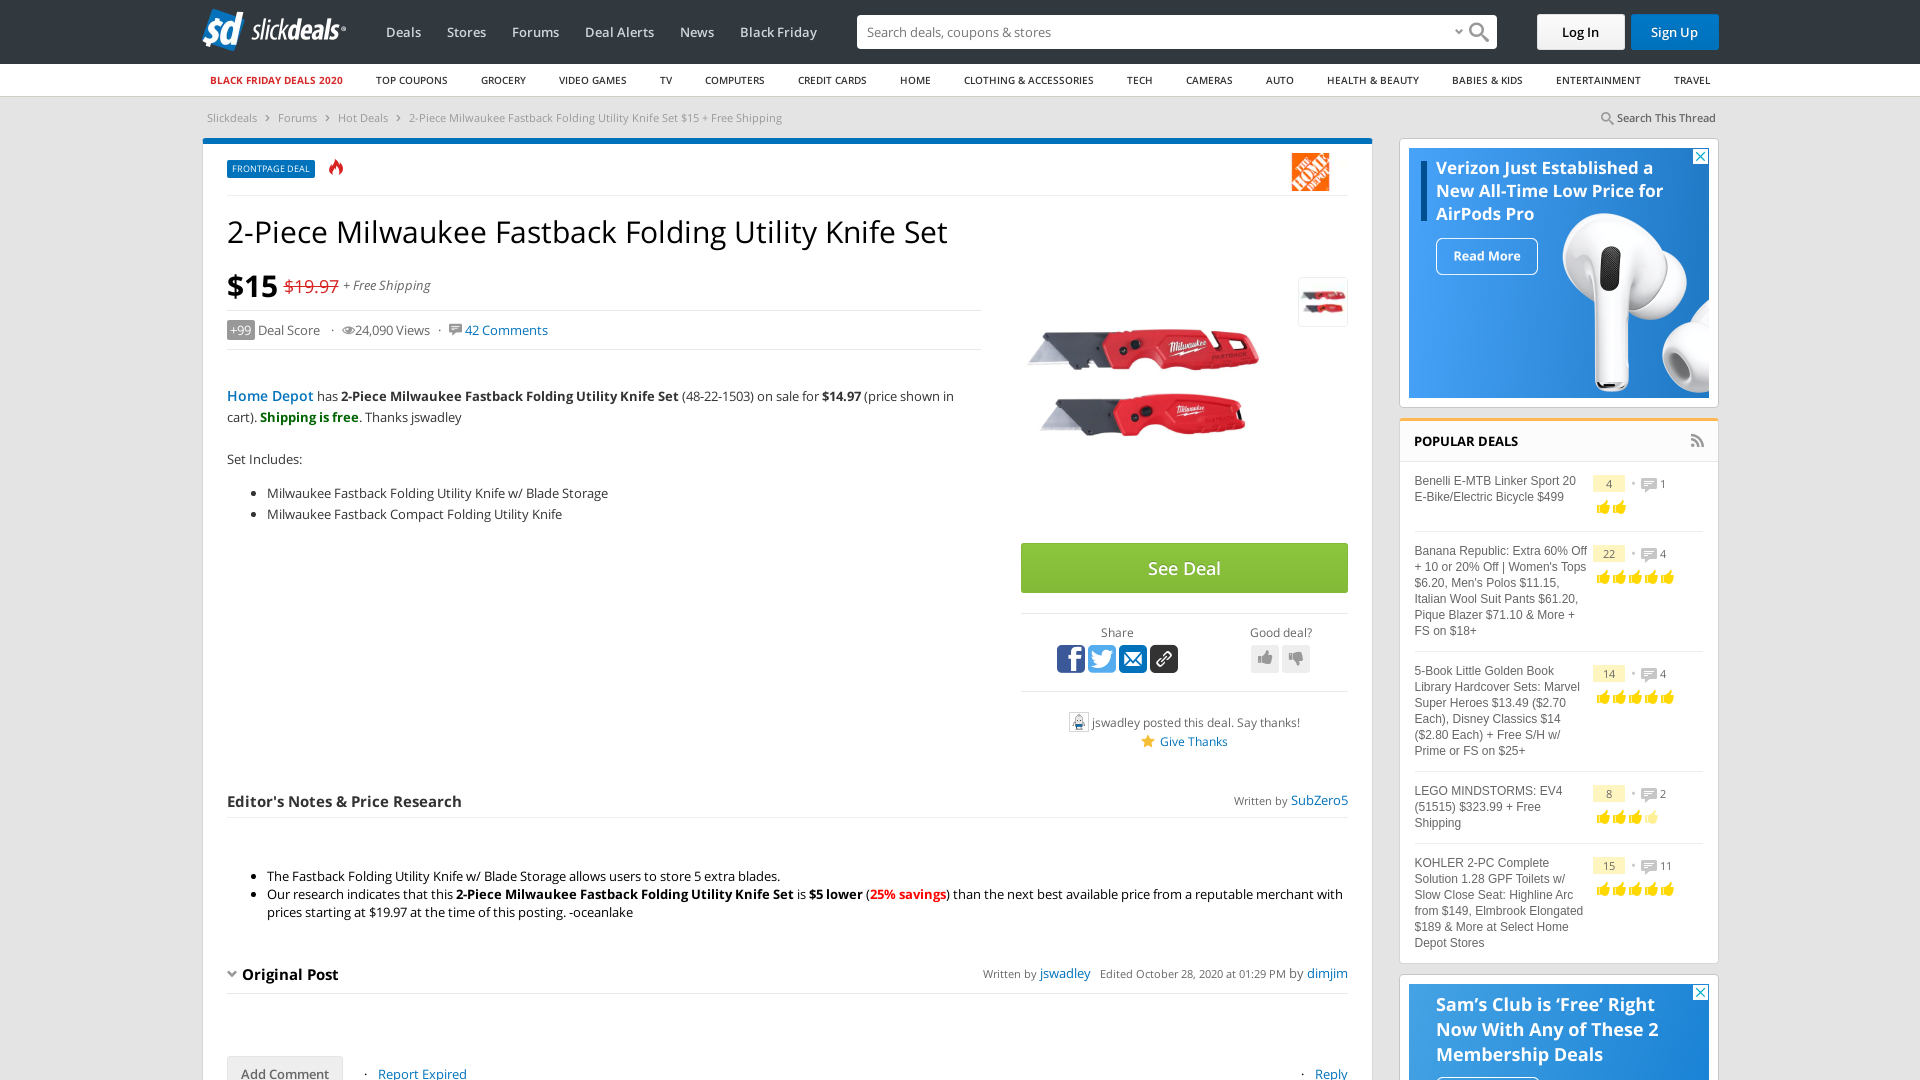 sd slickdeals
Deals Stores Forums Deal Alerts News Black Friday
Search deals, coupons & stores
Log In Sign Up
BLACK FRIDAY DEALS 2020 TOP COUPONS GROCERY VIDEO GAMES TV COMPUTERS CREDIT CARDS HOME CLOTHING & ACCESSORIES TECH CAMERAS AUTO HEALTH & BEAUTY BABIES & KIDS ENTERTAINMENT TRAVEL
Slickdeals › Forums › Hot Deals › 2-Piece Milwaukee Fastback Folding Utility Knife Set $15 + Free Shipping
Search This Thread
FRONTPAGE DEAL
THE HOME DEPOT
2-Piece Milwaukee Fastback Folding Utility Knife Set
$15 $19.97 + Free Shipping
+99 Deal Score · 24,090 Views · 42 Comments
Home Depot has 2-Piece Milwaukee Fastback Folding Utility Knife Set (48-22-1503) on sale for $14.97 (price shown in
cart). Shipping is free. Thanks jswadley
Set Includes:
• Milwaukee Fastback Folding Utility Knife w/ Blade Storage
• Milwaukee Fastback Compact Folding Utility Knife
Milwaukee
Milwaukee
See Deal
Share Good deal?
jswadley posted this deal. Say thanks!
Give Thanks
Editor's Notes & Price Research
Written by SubZero5
• The Fastback Folding Utility Knife w/ Blade Storage allows users to store 5 extra blades.
• Our research indicates that this 2-Piece Milwaukee Fastback Folding Utility Knife Set is $5 lower (25% savings) than the next best available price from a reputable merchant with
prices starting at $19.97 at the time of this posting. -oceanlake
Original Post
Written by jswadley Edited October 28, 2020 at 01:29 PM by dimjim
Add Comment · Report Expired · Reply
Verizon Just Established a
New All-Time Low Price for
AirPods Pro
Read More
POPULAR DEALS
Benelli E-MTB Linker Sport 20
E-Bike/Electric Bicycle $499
4 • 1
Banana Republic: Extra 60% Off
+ 10 or 20% Off | Women's Tops
$6.20, Men's Polos $11.15,
Italian Wool Suit Pants $61.20,
Pique Blazer $71.10 & More +
FS on $18+
22 • 4
5-Book Little Golden Book
Library Hardcover Sets: Marvel
Super Heroes $13.49 ($2.70
Each), Disney Classics $14
($2.80 Each) + Free S/H w/
Prime or FS on $25+
14 • 4
LEGO MINDSTORMS: EV4
(51515) $323.99 + Free
Shipping
8 • 2
KOHLER 2-PC Complete
Solution 1.28 GPF Toilets w/
Slow Close Seat: Highline Arc
from $149, Elmbrook Elongated
$189 & More at Select Home
Depot Stores
15 • 11
Sam's Club is 'Free' Right
Now With Any of These 2
Membership Deals